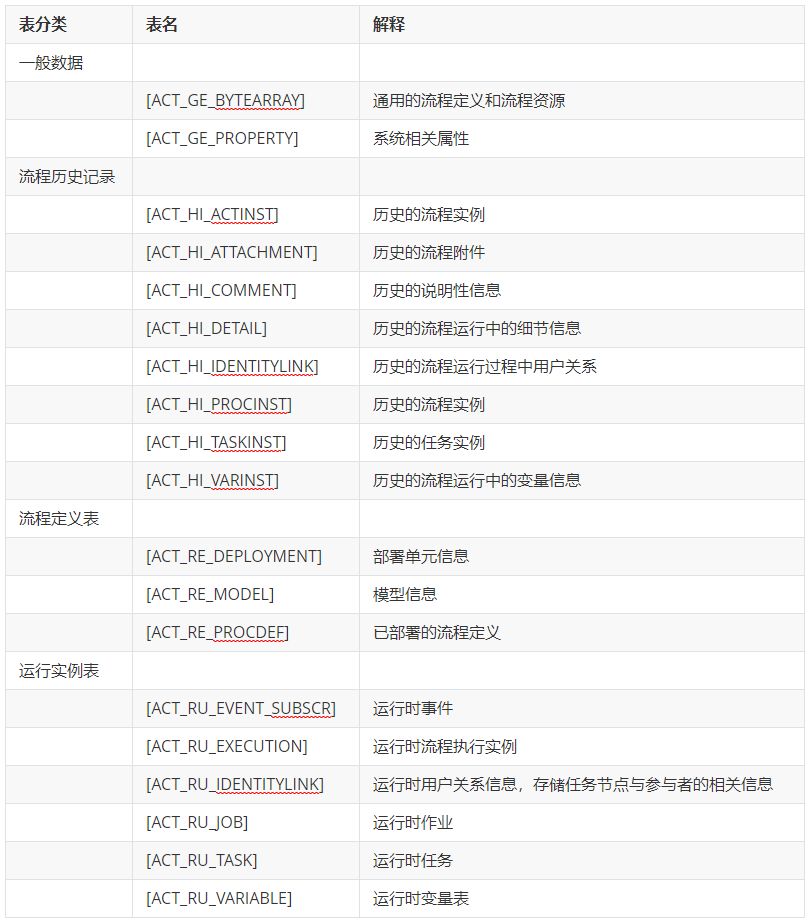 表分类 表名 解释
一般数据
[ACT_GE_BYTEARRAY] 通用的流程定义和流程资源
[ACT_GE_PROPERTY] 系统相关属性
流程历史记录
[ACT_HI_ACTINST] 历史的流程实例
[ACT_HI_ATTACHMENT] 历史的流程附件
[ACT_HI_COMMENT] 历史的说明性信息
[ACT_HI_DETAIL] 历史的流程运行中的细节信息
[ACT_HI_IDENTITYLINK] 历史的流程运行过程中用户关系
[ACT_HI_PROCINST] 历史的流程实例
[ACT_HI_TASKINST] 历史的任务实例
[ACT_HI_VARINST] 历史的流程运行中的变量信息
流程定义表
[ACT_RE_DEPLOYMENT] 部署单元信息
[ACT_RE_MODEL] 模型信息
[ACT_RE_PROCDEF] 已部署的流程定义
运行实例表
[ACT_RU_EVENT_SUBSCR] 运行时事件
[ACT_RU_EXECUTION] 运行时流程执行实例
[ACT_RU_IDENTITYLINK] 运行时用户关系信息，存储任务节点与参与者的相关信息
[ACT_RU_JOB] 运行时作业
[ACT_RU_TASK] 运行时任务
[ACT_RU_VARIABLE] 运行时变量表